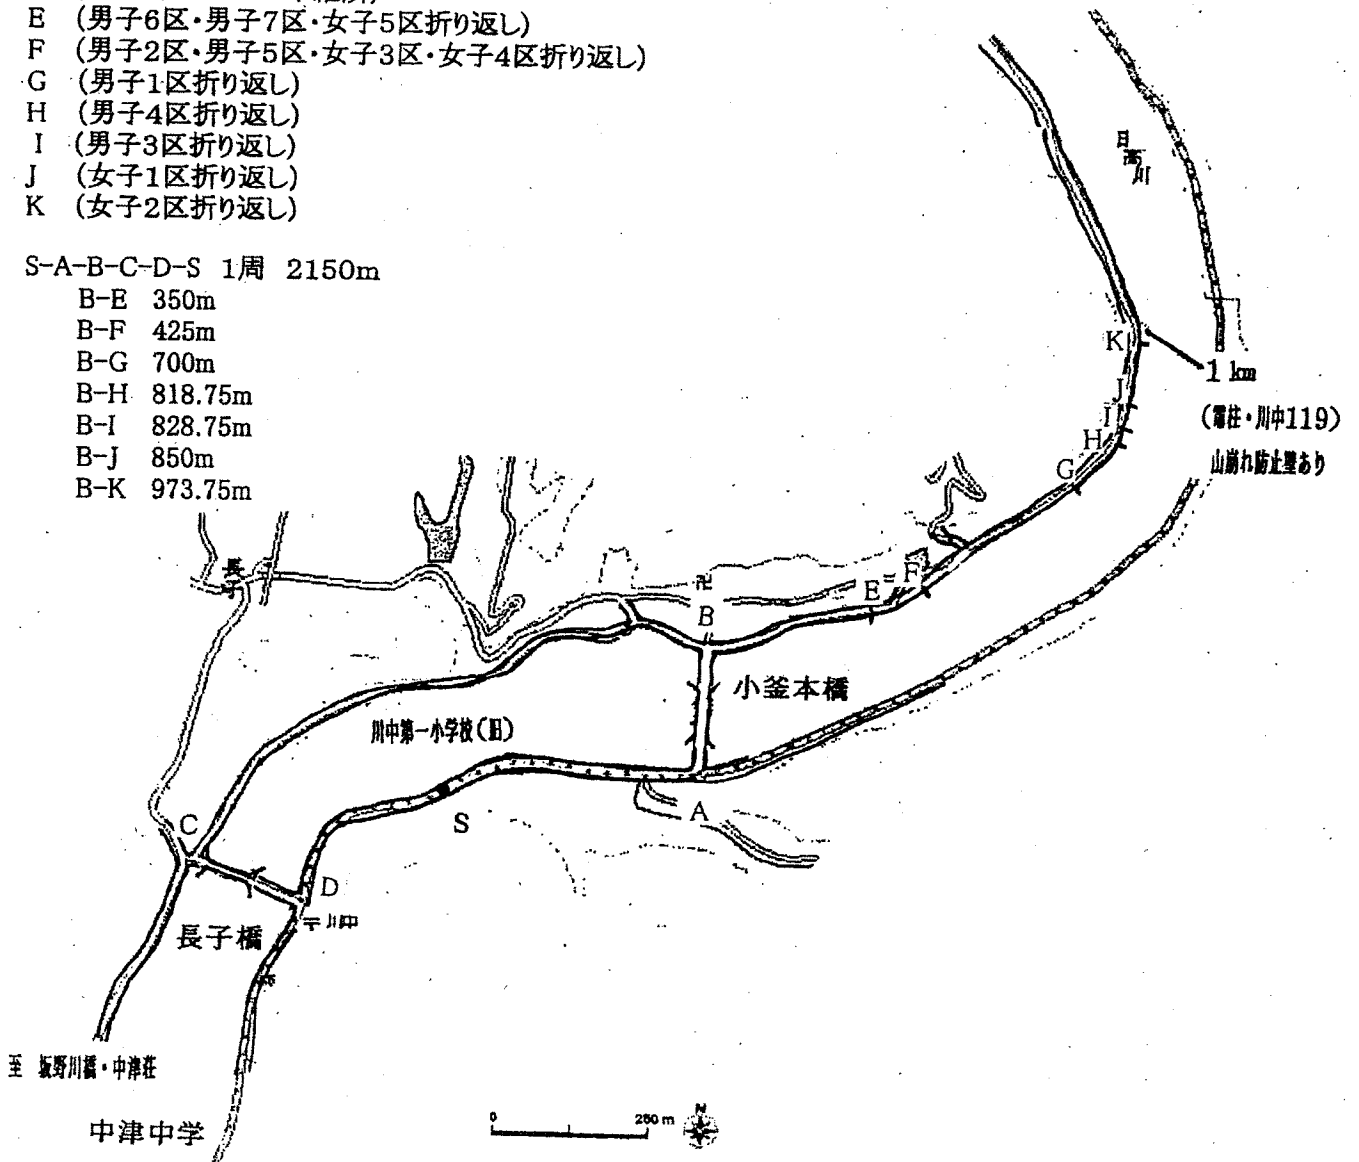 E (男子6区・男子7区・女子5区折り返し)
F (男子2区・男子5区・女子3区・女子4区折り返し)
G (男子1区折り返し)
H (男子4区折り返し)
I (男子3区折り返し)
J (女子1区折り返し)
K (女子2区折り返し)
S-A-B-C-D-S 1周 2150m
B-E 350m
B-F 425m
B-G 700m
B-H 818.75m
B-I 828.75m
B-J 850m
B-K 973.75m
日高川
K
1km
(電柱・川中119)
山崩れ防止壁あり
J
I
H
G
長子
卍
E
F
B
小釜本橋
川中第一小学校(旧)
A
S
C
D
〒川中
長子橋
至 坂野川橋・中津荘
中津中学
0 250m
N